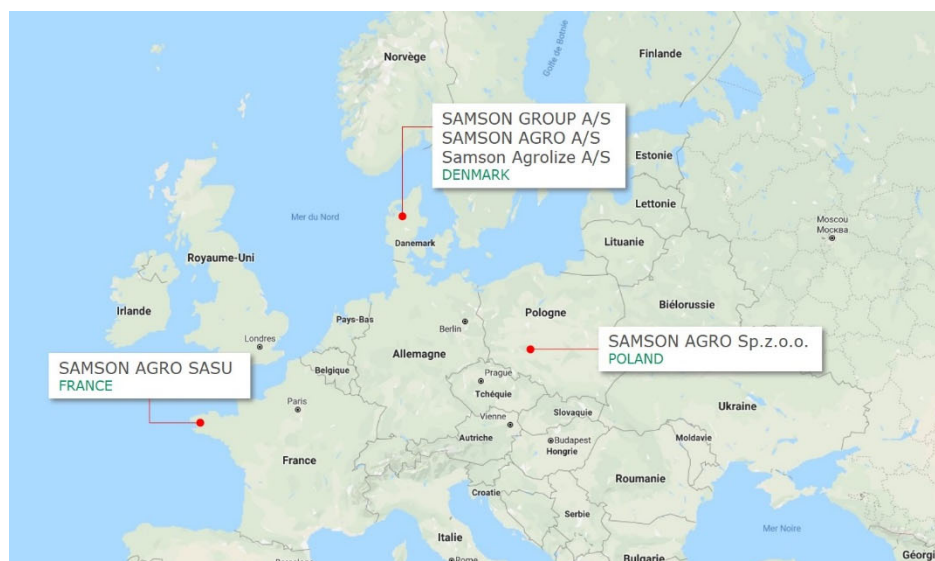 Norvège
Finlande
Golfe de Botnie
SAMSON GROUP A/S
SAMSON AGRO A/S
Samson Agrolize A/S
DENMARK
Estonie
Lettonie
Moscou
Москва
Mer du Nord
Danemark
Lituanie
Royaume-Uni
Biélorussie
Irlande
Pays-Bas
Berlin
Pologne
Londres
SAMSON AGRO Sp.z.o.o.
POLAND
Allemagne
SAMSON AGRO SASU
FRANCE
Belgique
Prague
Tchéquie
Paris
Ukraine
Slovaquie
Vienne
Autriche
Budapest
Hongrie
Moldavie
France
Roumanie
Croatie
Serbie
Mer Noire
Italie
Rome
Bulgarie
Géorgi